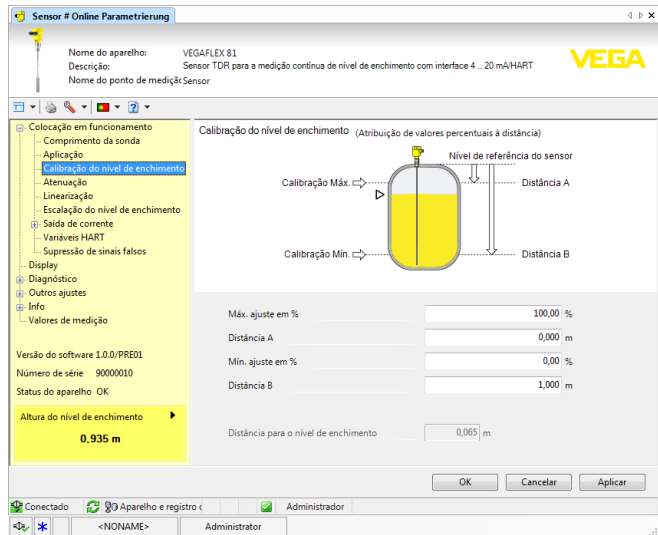 Sensor # Online Parametrierung
Nome do aparelho: VEGAFLEX 81
Descrição: Sensor TDR para a medição contínua de nível de enchimento com interface 4 .. 20 mA/HART
Nome do ponto de medição: Sensor
VEGA
Colocação em funcionamento
Comprimento da sonda
Aplicação
Calibração do nível de enchimento
Atenuação
Linearização
Escalação do nível de enchimento
Saída de corrente
Variáveis HART
Supressão de sinais falsos
Display
Diagnóstico
Outros ajustes
Info
Valores de medição
Versão do software 1.0.0/PRE01
Número de série 90000010
Status do aparelho OK
Altura do nível de enchimento
0,935 m
Calibração do nível de enchimento (Atribuição de valores percentuais à distância)
Nível de referência do sensor
Calibração Máx.
Distância A
Calibração Mín.
Distância B
Máx. ajuste em % 100,00 %
Distância A 0,000 m
Mín. ajuste em % 0,00 %
Distância B 1,000 m
Distância para o nível de enchimento 0,065 m
OK Cancelar Aplicar
Conectado Aparelho e registro Administrador
<NONAME> Administrator